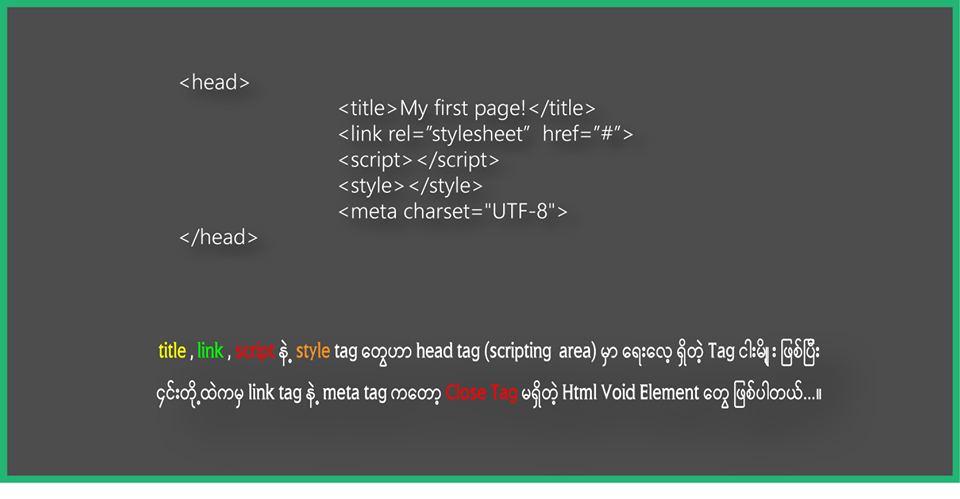 <head>
<title>My first page!</title>
<link rel=”stylesheet”  href=”#”>
<script></script>
<style></style>
<meta charset="UTF-8">
</head>
title , link , script နဲ့ style tag တွေဟာ head tag (scripting  area) မှာ ရေးလေ့ ရှိတဲ့ Tag ငါးမျိုး ဖြစ်ပြီး
၄င်းတို့ထဲကမှ link tag နဲ့ meta tag ကတော့ Close Tag မရှိတဲ့ Html Void Element တွေ ဖြစ်ပါတယ်...။